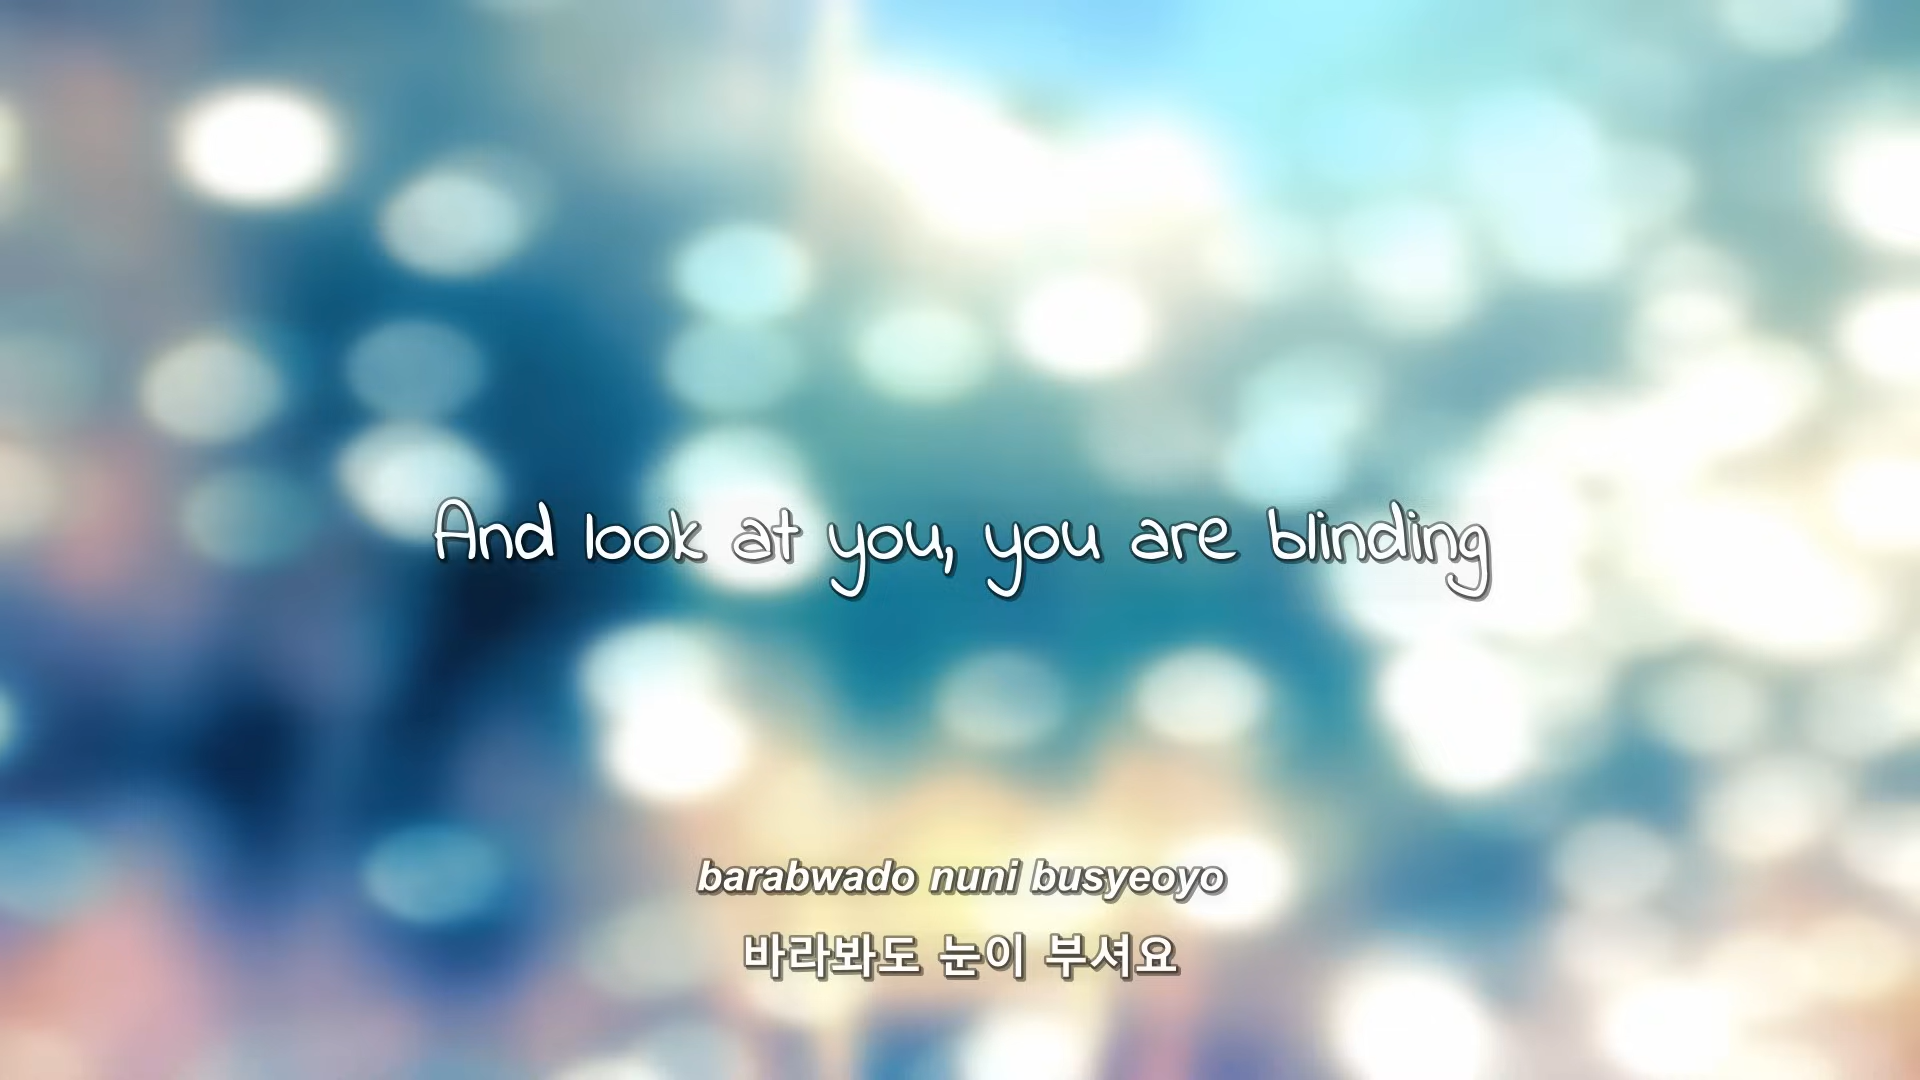 And look at you, you are blinding
barabwado nuni busyeoyo
바라봐도 눈이 부셔요